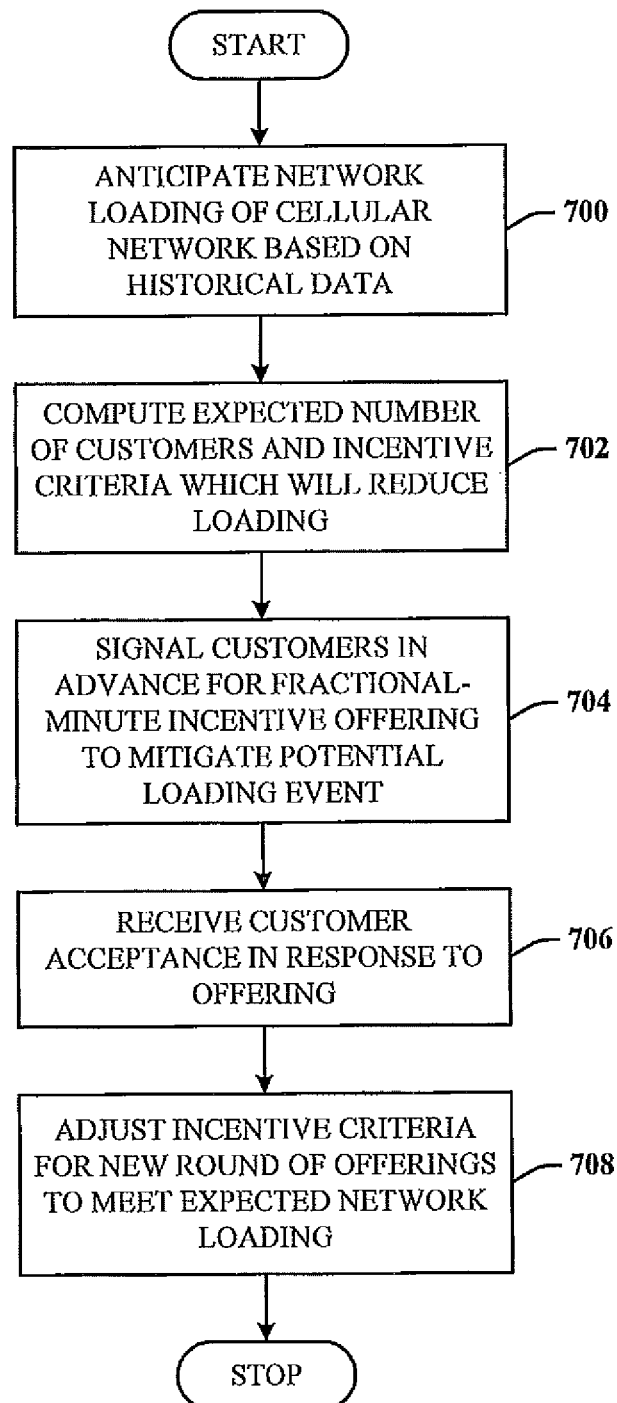 START
ANTICIPATE NETWORK
LOADING OF CELLULAR
NETWORK BASED ON
HISTORICAL DATA
700
COMPUTE EXPECTED NUMBER
OF CUSTOMERS AND INCENTIVE
CRITERIA WHICH WILL REDUCE
LOADING
702
SIGNAL CUSTOMERS IN
ADVANCE FOR FRACTIONAL-
MINUTE INCENTIVE OFFERING
TO MITIGATE POTENTIAL
LOADING EVENT
704
RECEIVE CUSTOMER
ACCEPTANCE IN RESPONSE TO
OFFERING
706
ADJUST INCENTIVE CRITERIA
FOR NEW ROUND OF OFFERINGS
TO MEET EXPECTED NETWORK
LOADING
708
STOP